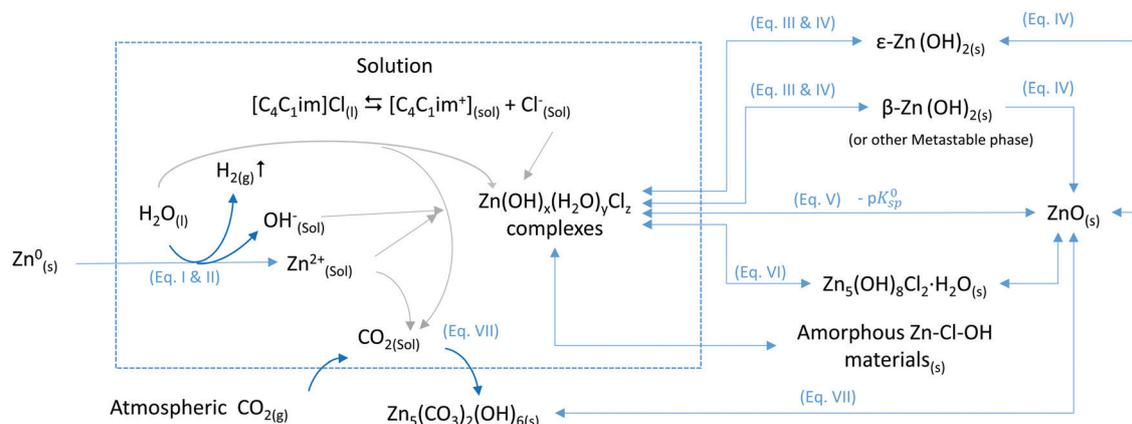 (Eq. III & IV)
ε-Zn (OH)2(s)
(Eq. IV)
Solution
[C4C1im]Cl(l) ⇆ [C4C1im⁺](sol) + Cl⁻(Sol)
(Eq. III & IV)
β-Zn (OH)2(s)
(Eq. IV)
(or other Metastable phase)
H2(g)↑
H2O(l)
OH⁻(Sol)
Zn(OH)x(H2O)yClz
complexes
(Eq. V) - pK⁰sp
ZnO(s)
Zn⁰(s)
(Eq. I & II)
Zn²⁺(Sol)
(Eq. VI)
Zn5(OH)8Cl2·H2O(s)
CO2(Sol)
(Eq. VII)
Amorphous Zn-Cl-OH
materials(s)
Atmospheric CO2(g)
Zn5(CO3)2(OH)6(s)
(Eq. VII)